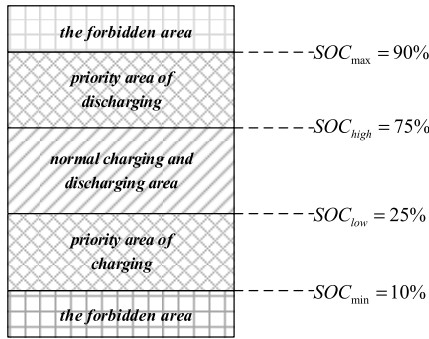 the forbidden area
SOCmax = 90%
priority area of
discharging
SOChigh = 75%
normal charging and
discharging area
SOClow = 25%
priority area of
charging
SOCmin = 10%
the forbidden area